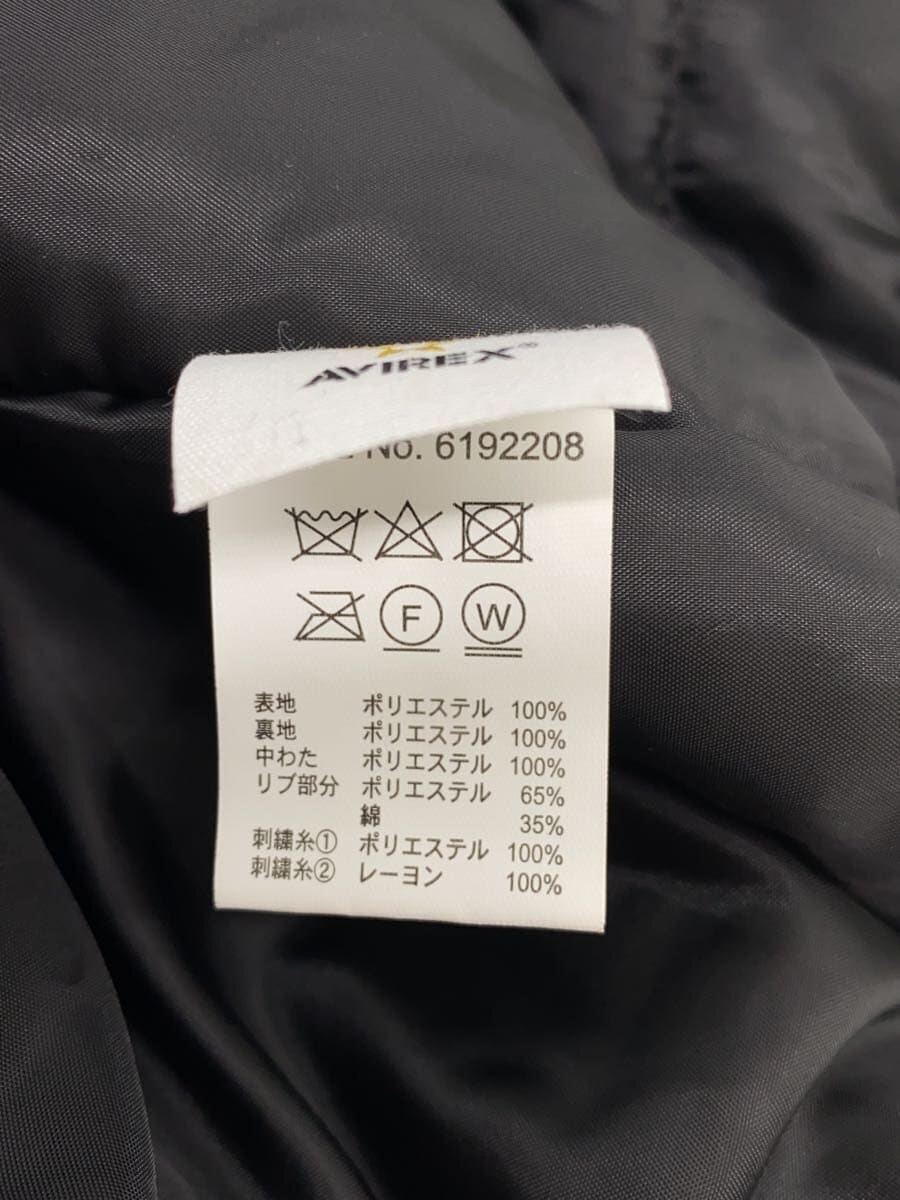 AVIREX®
No. 6192208
F W
表地 ポリエステル 100%
裏地 ポリエステル 100%
中わた ポリエステル 100%
リブ部分 ポリエステル 65%
綿 35%
刺繍糸① ポリエステル 100%
刺繍糸② レーヨン 100%